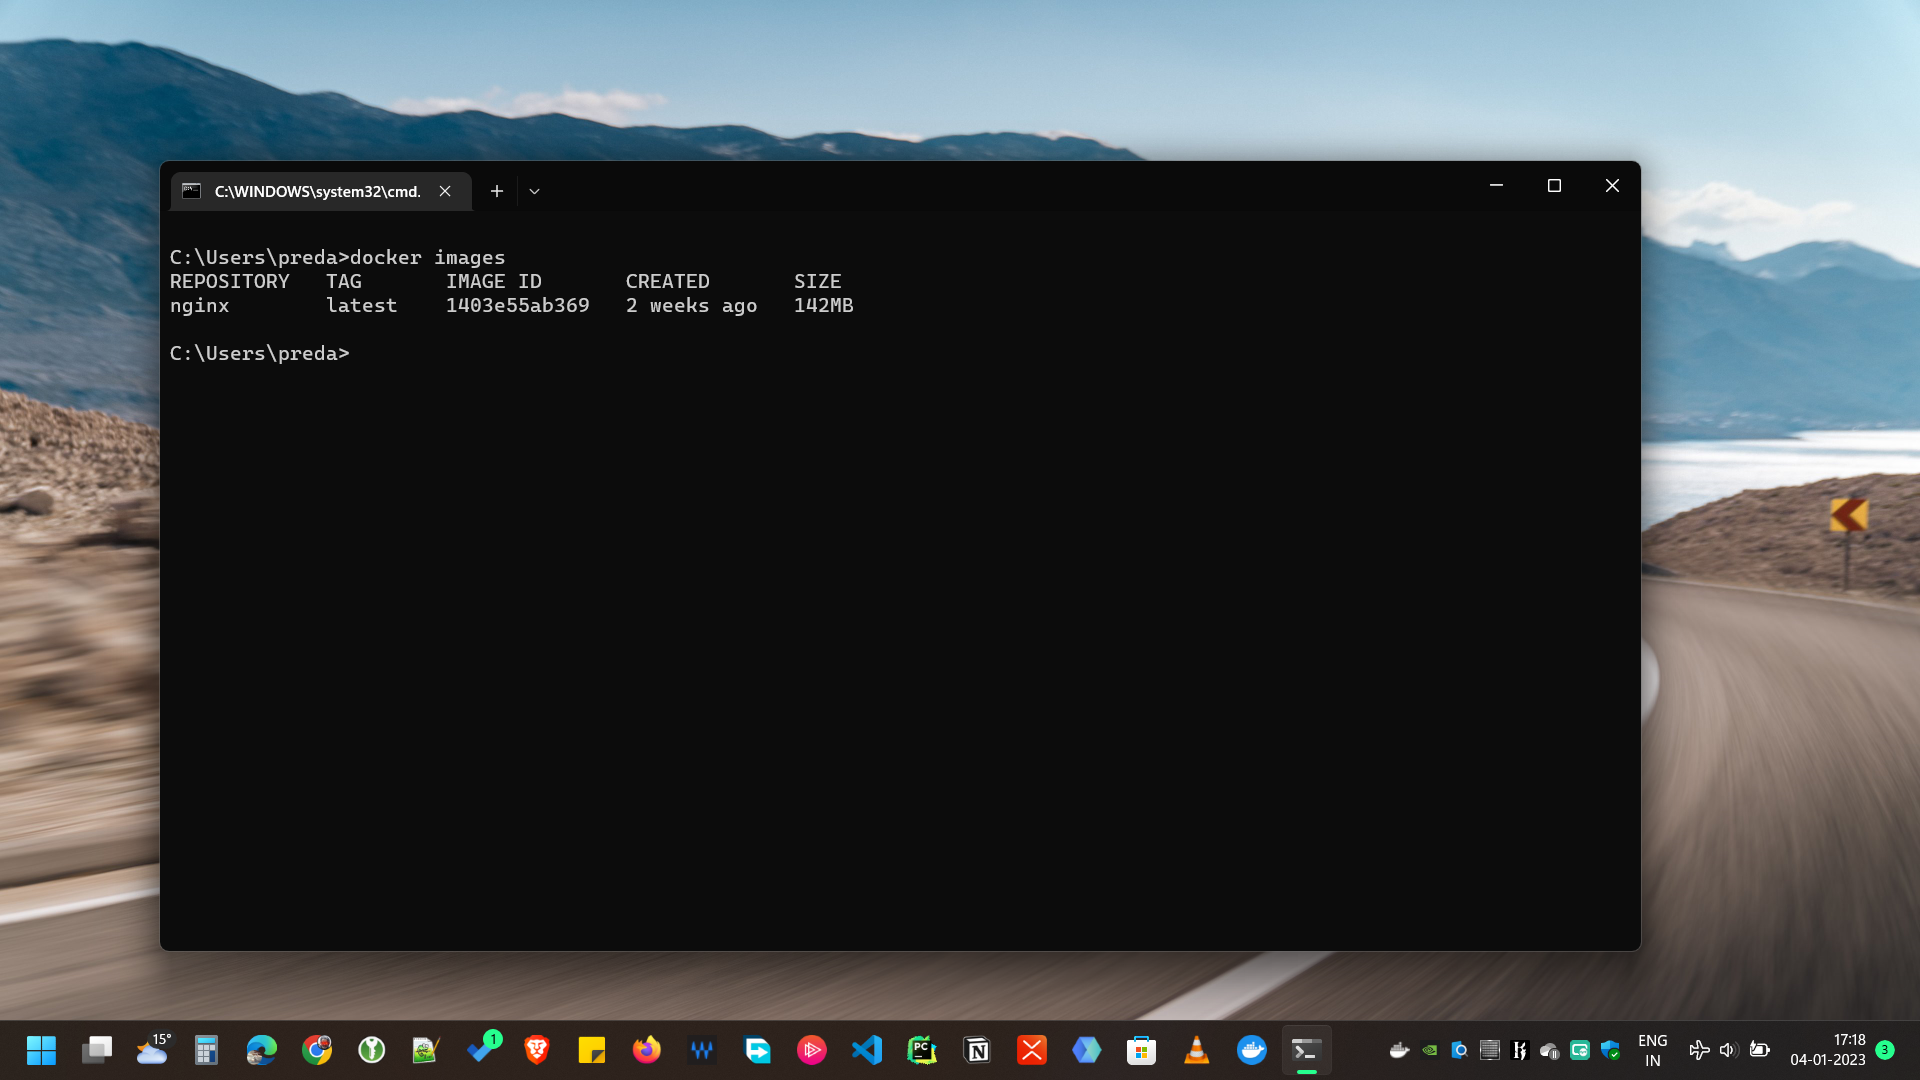 C:\WINDOWS\system32\cmd.
C:\Users\preda>docker images
REPOSITORY   TAG       IMAGE ID       CREATED       SIZE
nginx        latest    1403e55ab369   2 weeks ago   142MB
C:\Users\preda>
15°
1
PC
ENG
IN
17:18
04-01-2023
3